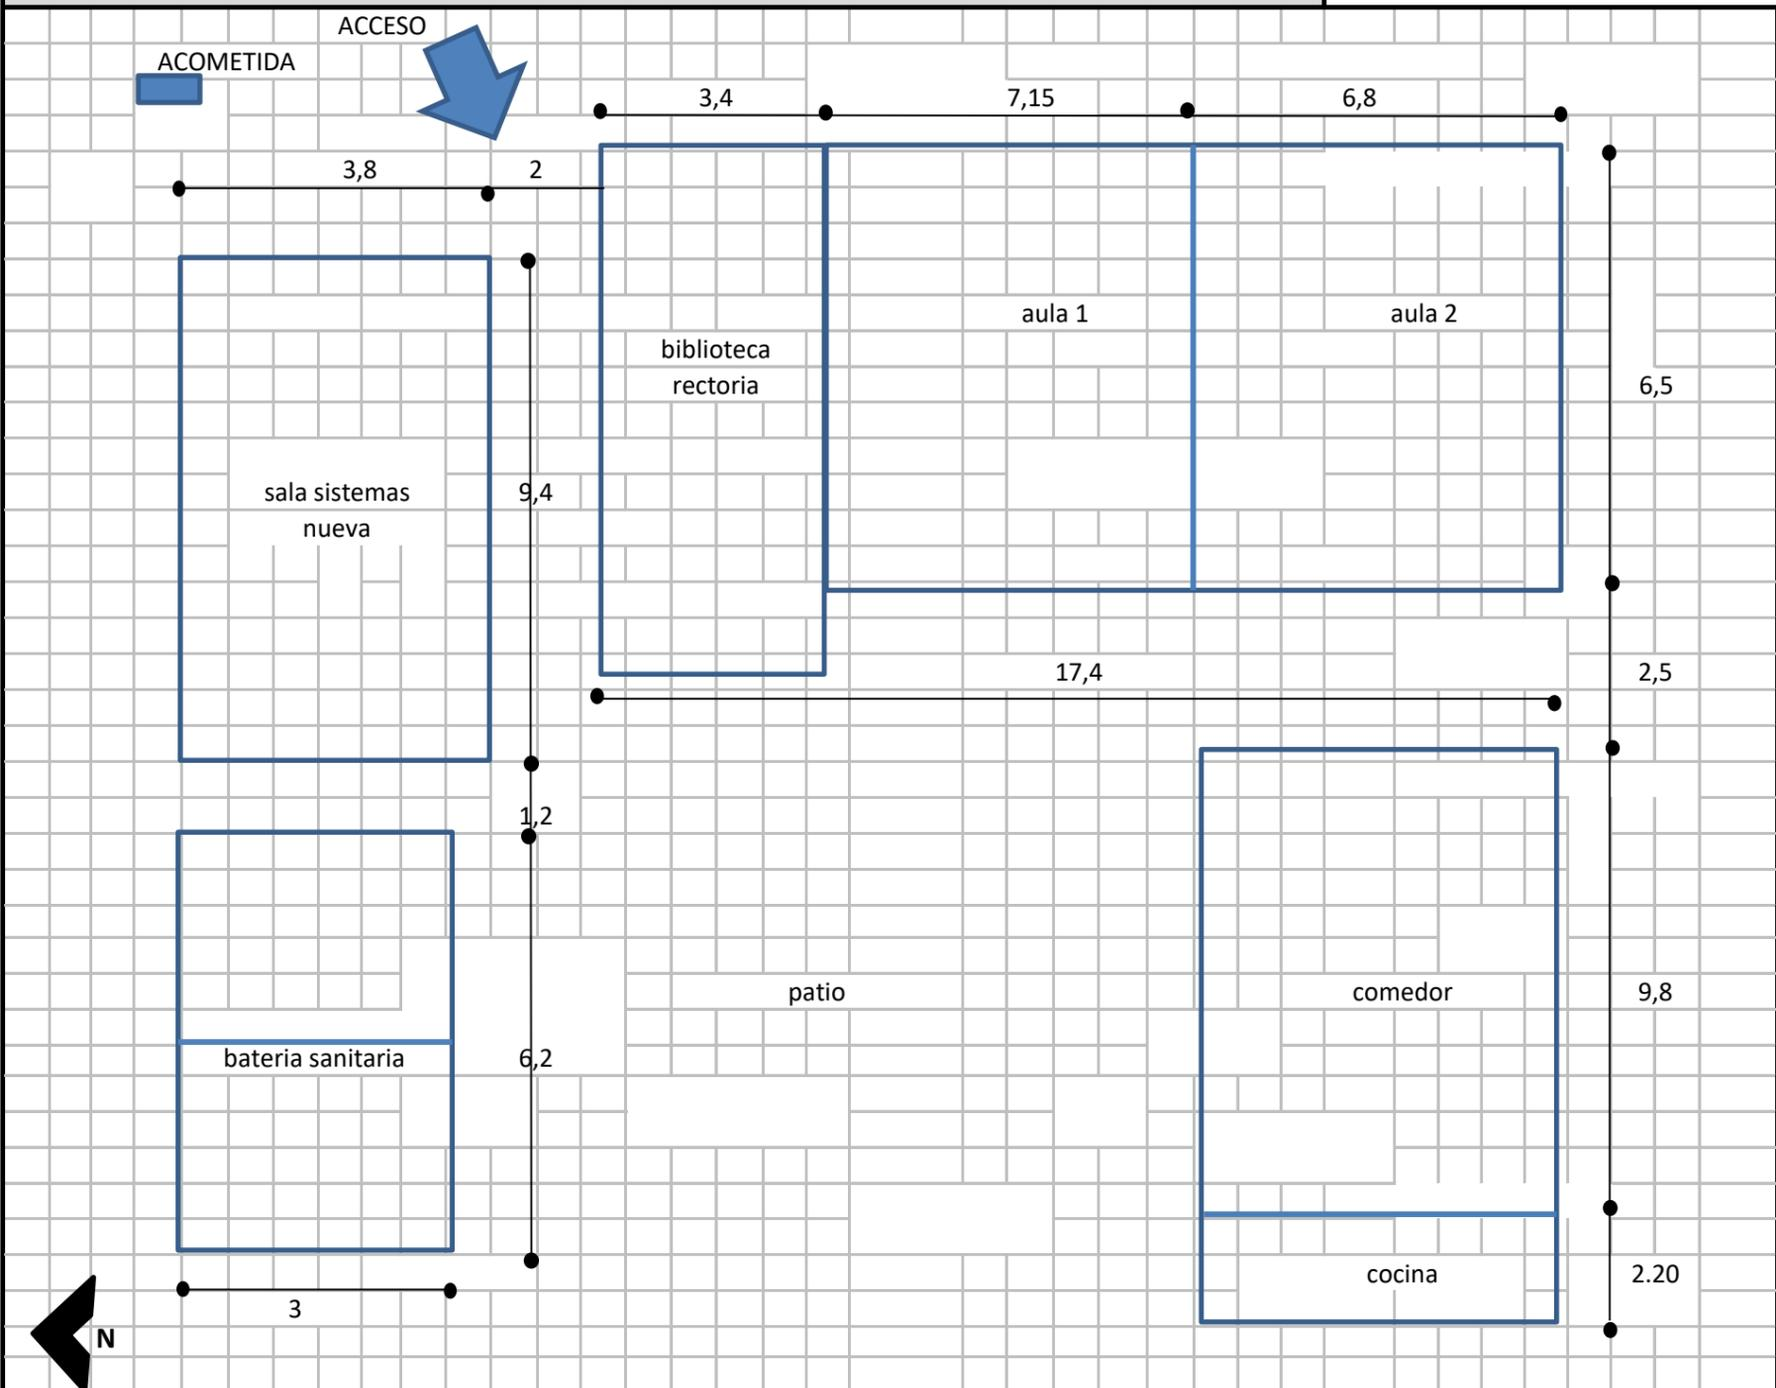 ACCESO
ACOMETIDA
3,4
7,15
6,8
3,8
2
aula 1
aula 2
biblioteca
rectoria
6,5
sala sistemas
nueva
9,4
17,4
2,5
1,2
patio
comedor
9,8
bateria sanitaria
6,2
cocina
2.20
3
N